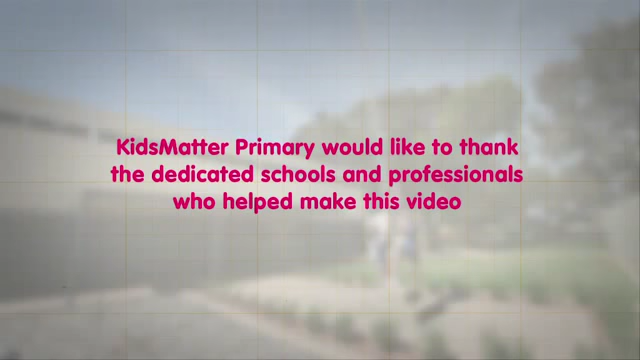 KidsMatter Primary would like to thank
the dedicated schools and professionals
who helped make this video